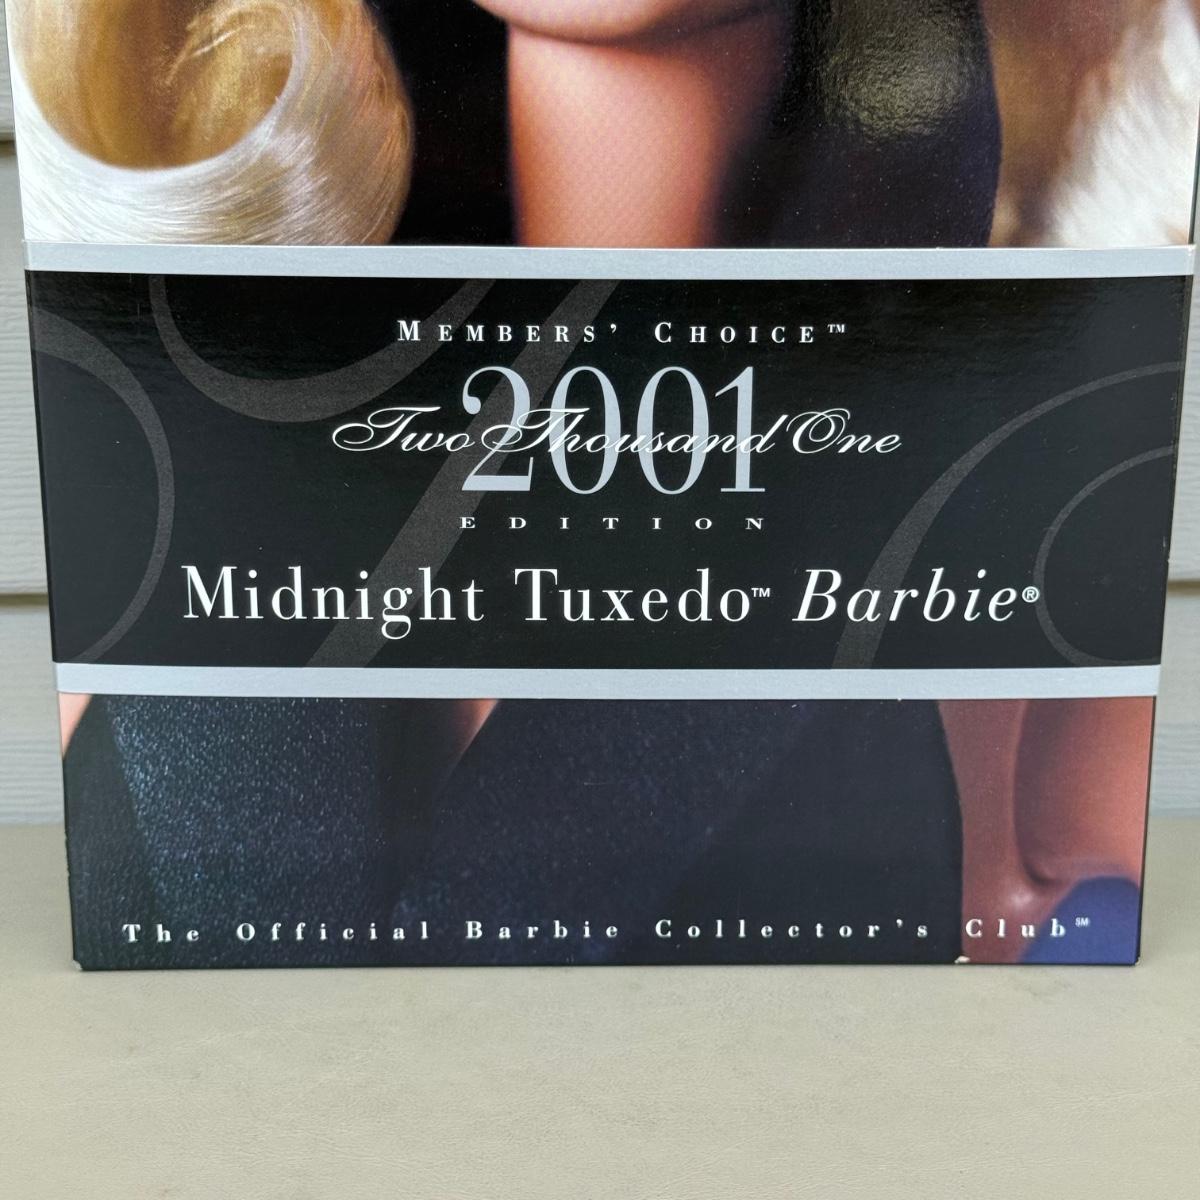 MEMBERS' CHOICE™
2001
Two Thousand One
EDITION
Midnight Tuxedo™ Barbie®
The Official Barbie Collector's Club℠